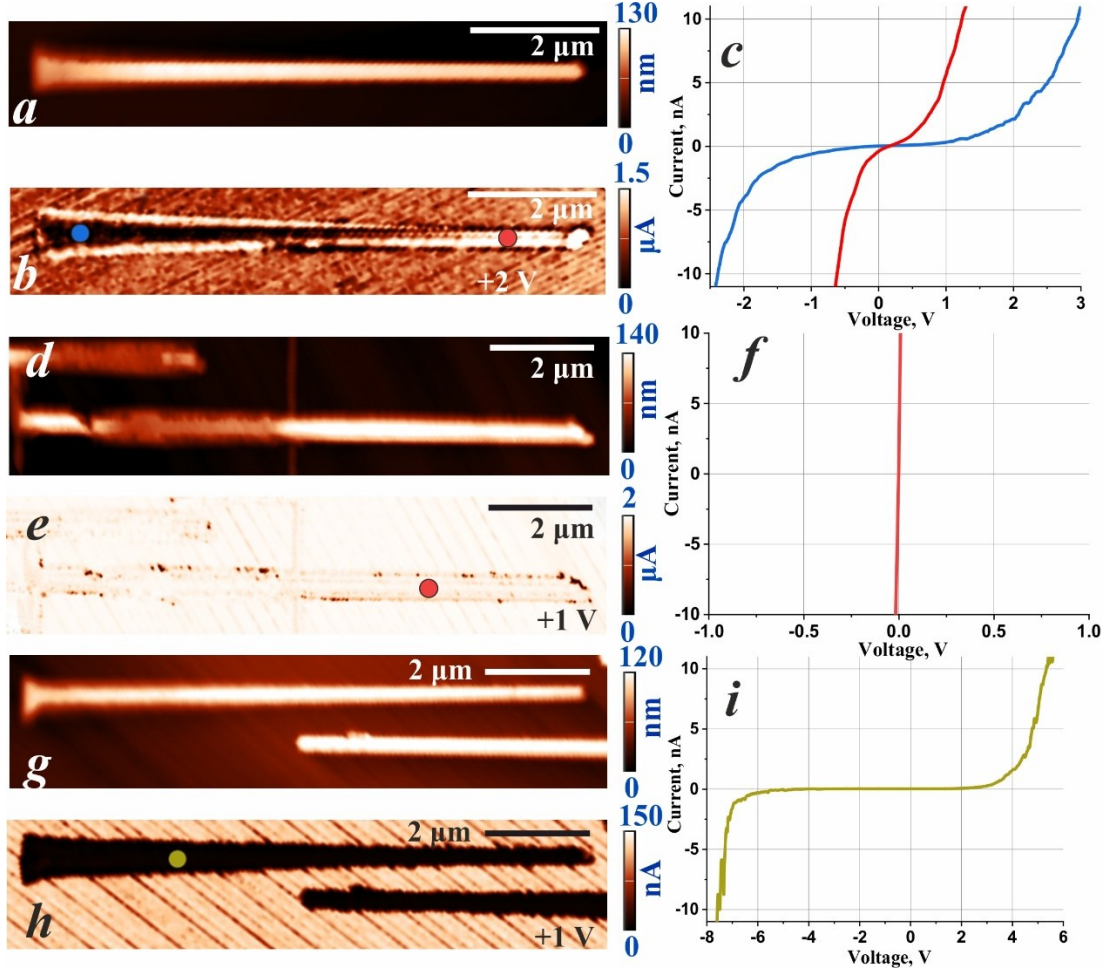 130
2 μm
nm
a
0
1.5
2 μm
μA
b
+2 V
0
c
Current, nA
10
5
0
-5
-10
-2 -1 0 1 2 3
Voltage, V
140
d
2 μm
nm
0
2
e
2 μm
μA
+1 V
0
f
Current, nA
10
5
0
-5
-10
-1.0 -0.5 0.0 0.5 1.0
Voltage, V
120
2 μm
nm
g
0
150
2 μm
nA
h
+1 V
0
i
Current, nA
10
5
0
-5
-10
-8 -6 -4 -2 0 2 4 6
Voltage, V